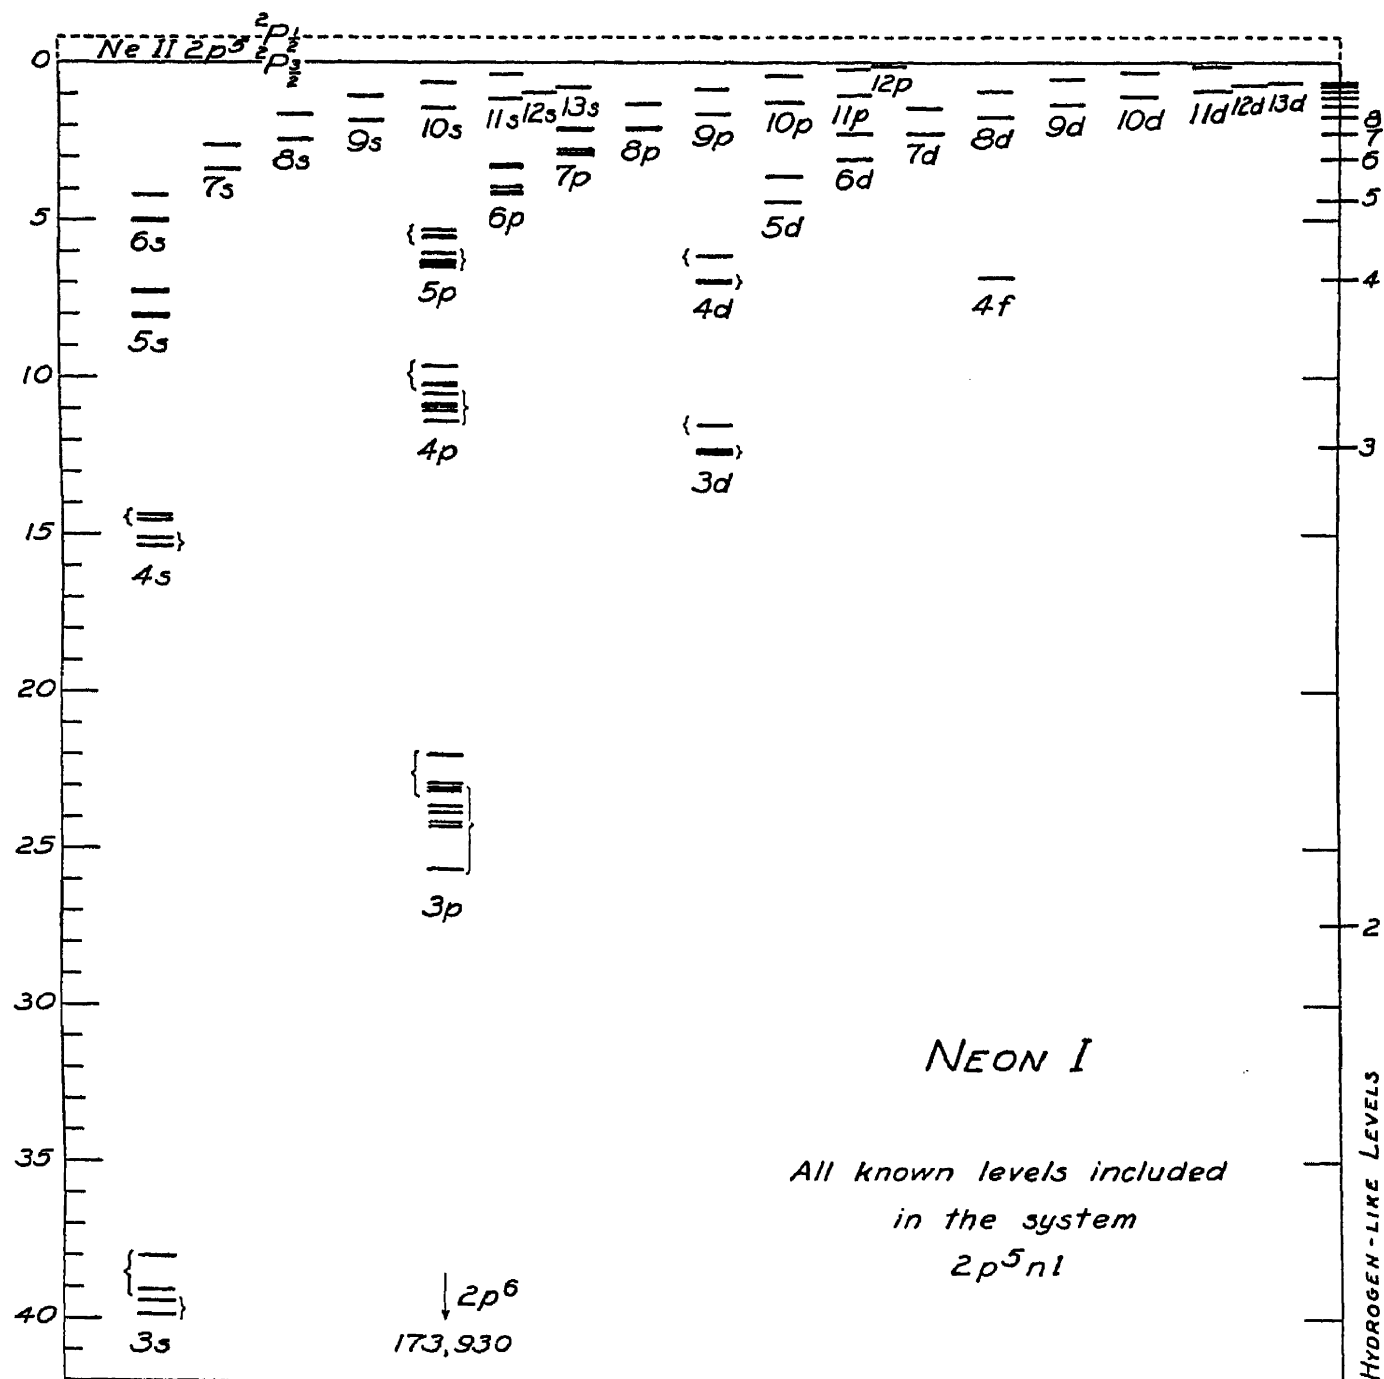 Ne II 2p⁵ ²P½
²P3/2
0
5
10
15
20
25
30
35
40
12p
10s
11s
12s
13s
10p
11p
9d
10d
11d
12d
13d
9s
8s
7s
8p
9p
7d
8d
7p
6d
6s
6p
5d
5p
4d
4f
5s
4p
3d
4s
3p
3s
8
7
6
5
4
3
2
NEON I
All known levels included
in the system
2p⁵nl
2p⁶
173,930
HYDROGEN-LIKE LEVELS